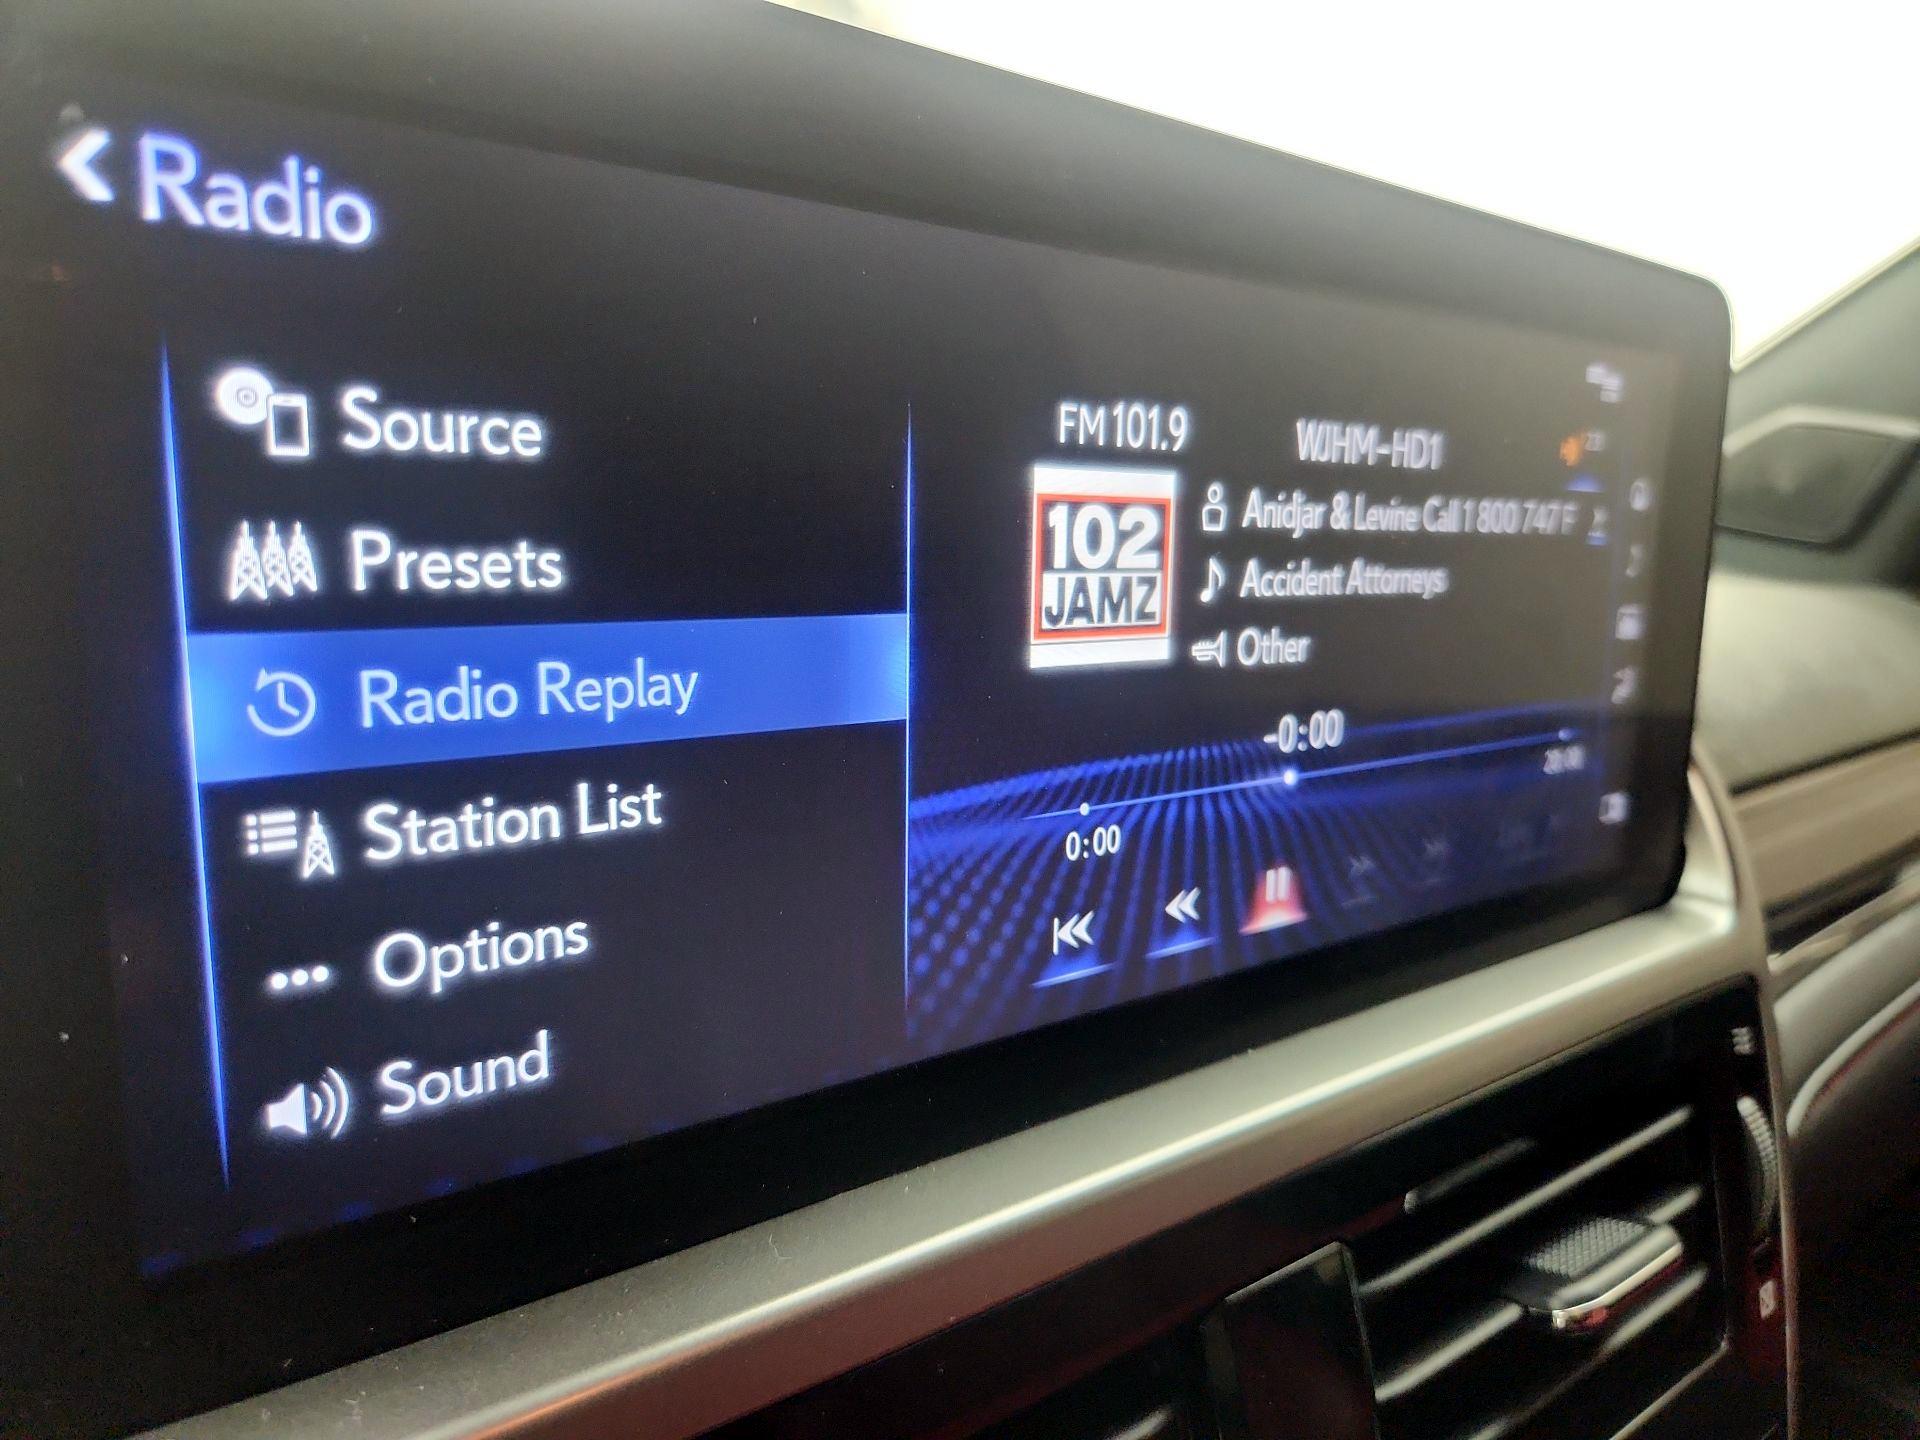 Radio
Source
Presets
Radio Replay
Station List
Options
Sound
FM 101.9
WJHM-HD1
102
JAMZ
Anidjar & Levine Call 1 800 747 F
Accident Attorneys
Other
-0:00
0:00